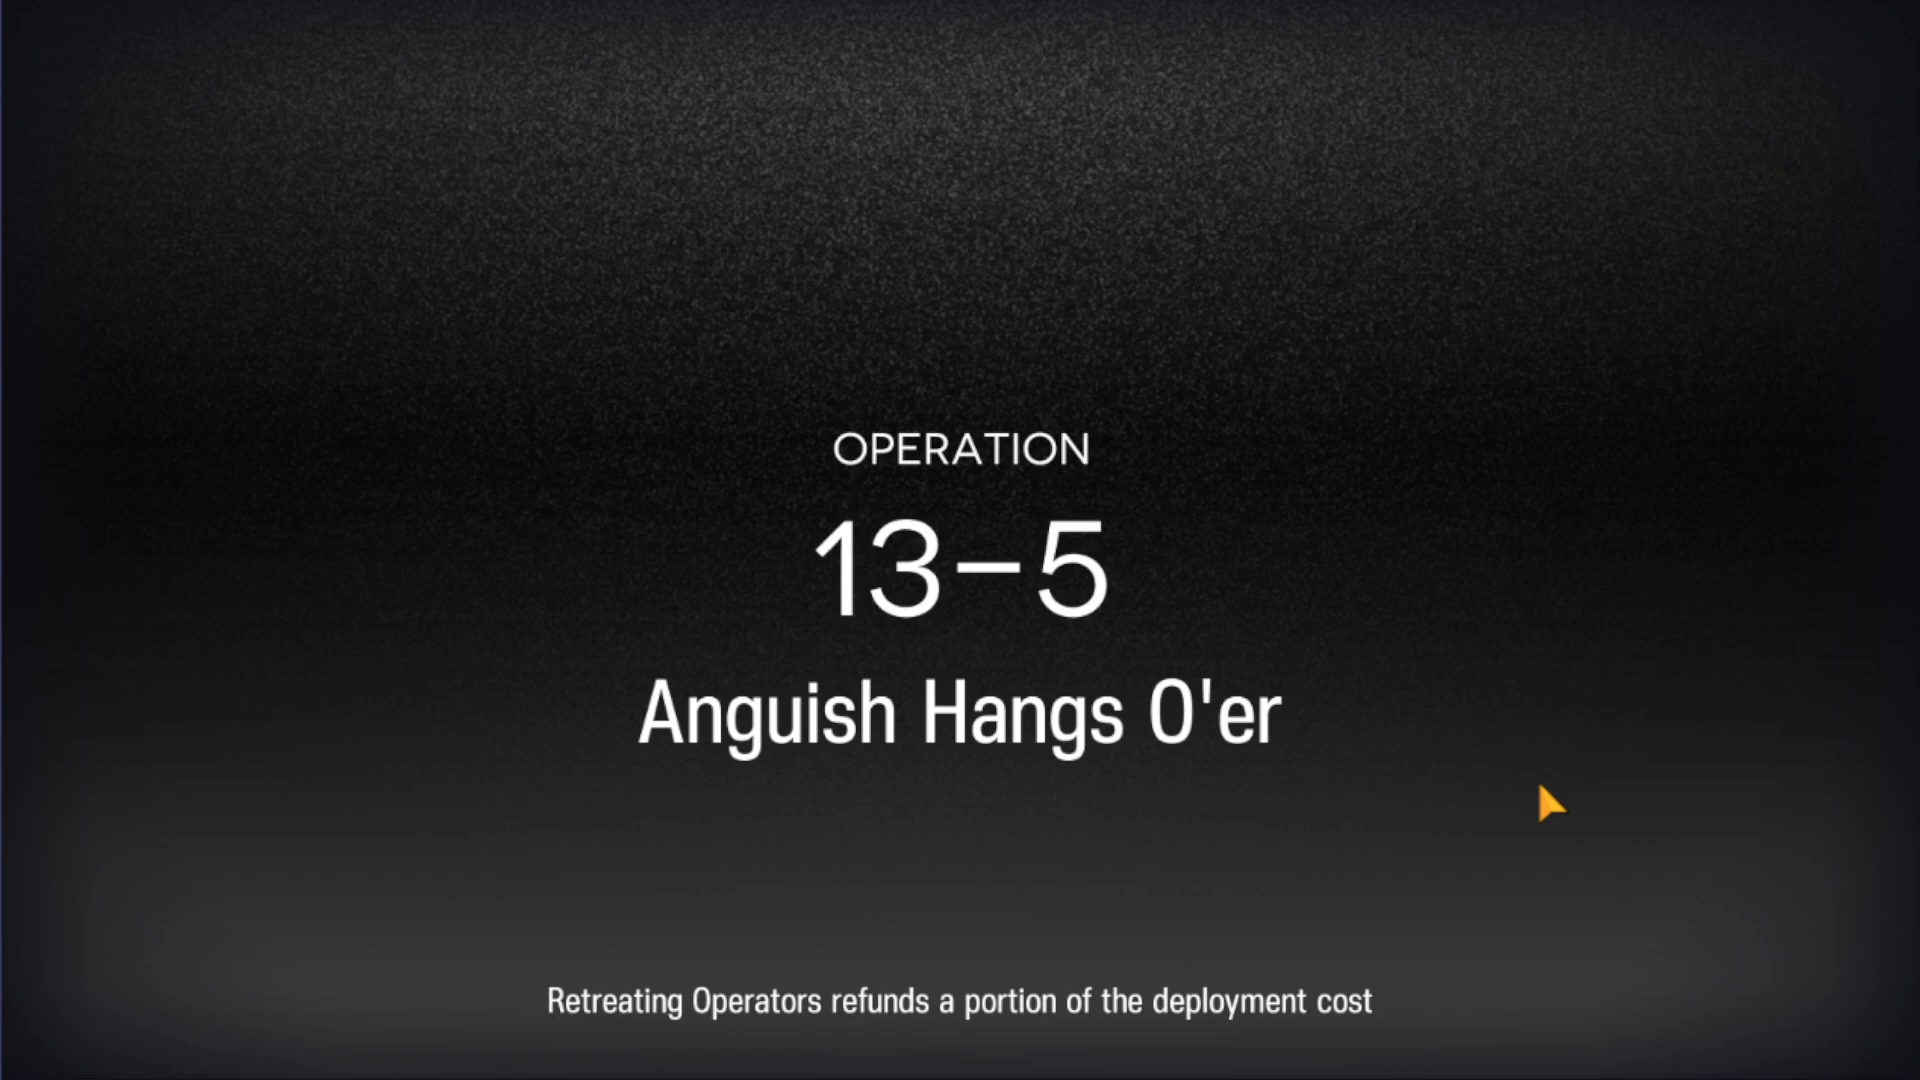 OPERATION
13-5
Anguish Hangs O'er
Retreating Operators refunds a portion of the deployment cost